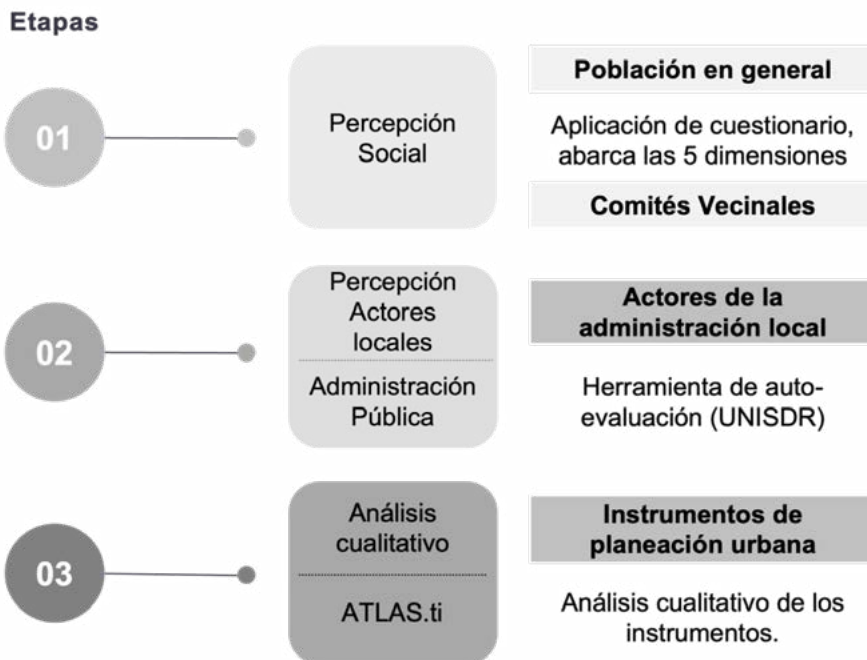 Etapas
01
Percepción
Social
Población en general
Aplicación de cuestionario,
abarca las 5 dimensiones
Comités Vecinales
02
Percepción
Actores
locales
Administración
Pública
Actores de la
administración local
Herramienta de auto-
evaluación (UNISDR)
03
Análisis
cualitativo
ATLAS.ti
Instrumentos de
planeación urbana
Análisis cualitativo de los
instrumentos.